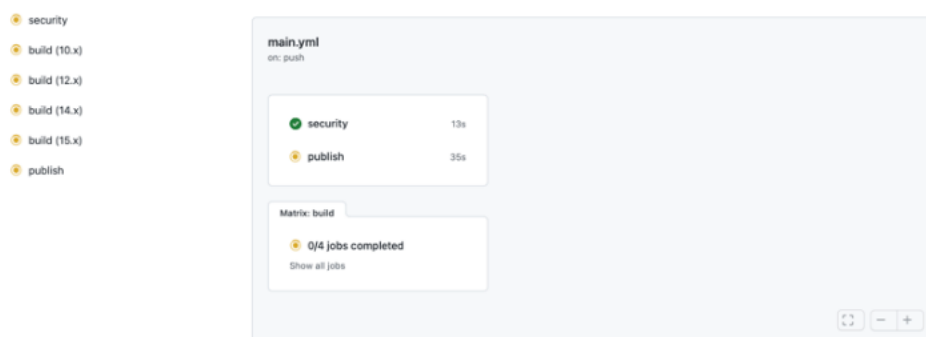 security
build (10.x)
build (12.x)
build (14.x)
build (15.x)
publish
main.yml
on: push
security 13s
publish 35s
Matrix: build
0/4 jobs completed
Show all jobs